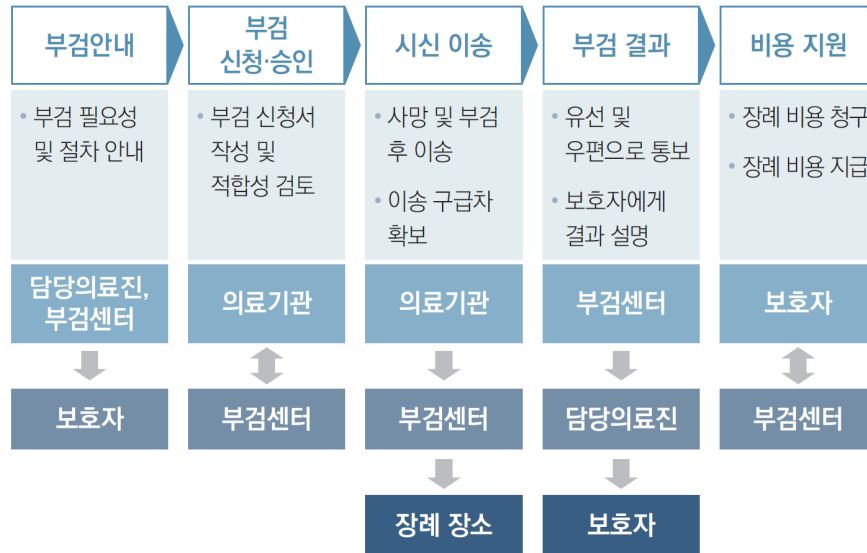 부검안내
부검
신청·승인
시신 이송
부검 결과
비용 지원
• 부검 필요성
및 절차 안내
• 부검 신청서
작성 및
적합성 검토
• 사망 및 부검
후 이송
• 이송 구급차
확보
• 유선 및
우편으로 통보
• 보호자에게
결과 설명
• 장례 비용 청구
• 장례 비용 지급
담당의료진,
부검센터
의료기관
의료기관
부검센터
보호자
보호자
부검센터
부검센터
담당의료진
부검센터
장례 장소
보호자